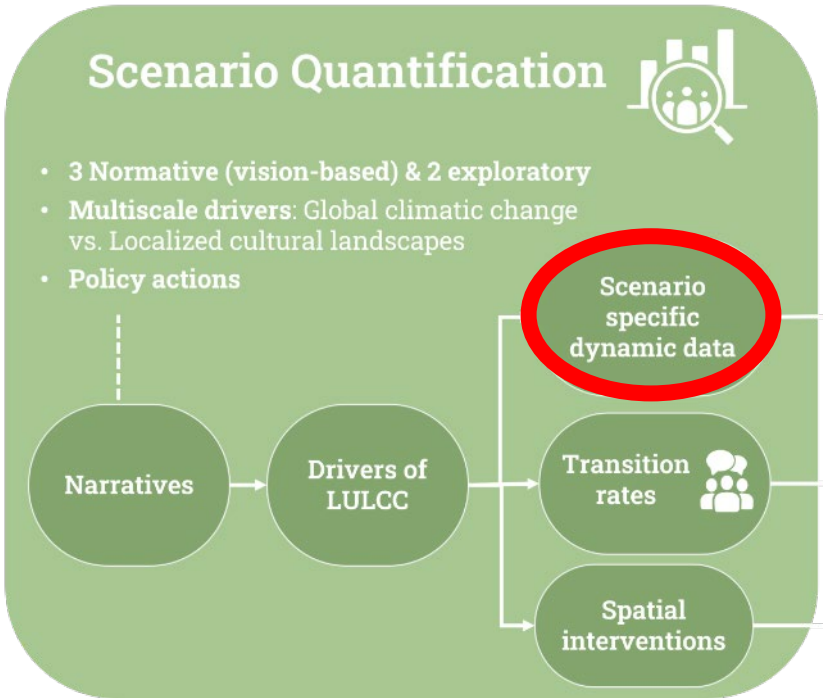 Scenario Quantification
• 3 Normative (vision-based) & 2 exploratory
• Multiscale drivers: Global climatic change
vs. Localized cultural landscapes
• Policy actions
Scenario
specific
dynamic data
Narratives
Drivers of
LULCC
Transition
rates
Spatial
interventions